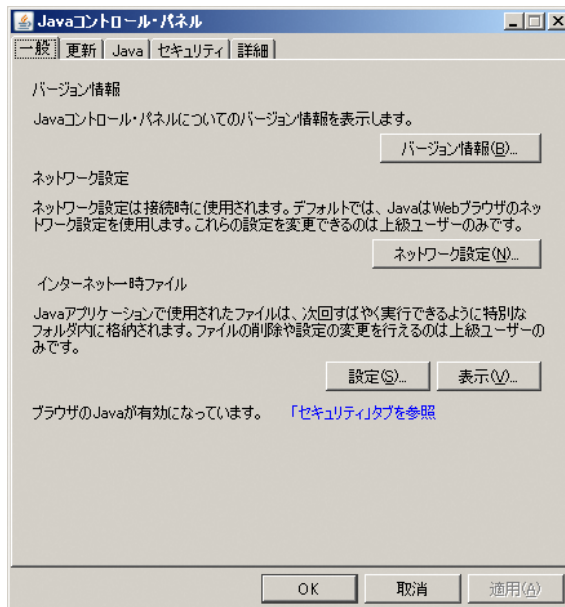 Javaコントロール・パネル
一般 更新 Java セキュリティ 詳細
バージョン情報
Javaコントロール・パネルについてのバージョン情報を表示します。
バージョン情報(B)...
ネットワーク設定
ネットワーク設定は接続時に使用されます。デフォルトでは、JavaはWebブラウザのネッ
トワーク設定を使用します。これらの設定を変更できるのは上級ユーザーのみです。
ネットワーク設定(N)...
インターネット一時ファイル
Javaアプリケーションで使用されたファイルは、次回すばやく実行できるように特別な
フォルダ内に格納されます。ファイルの削除や設定の変更を行えるのは上級ユーザーの
みです。
設定(S)... 表示(V)...
ブラウザのJavaが有効になっています。 「セキュリティ」タブを参照
OK 取消 適用(A)